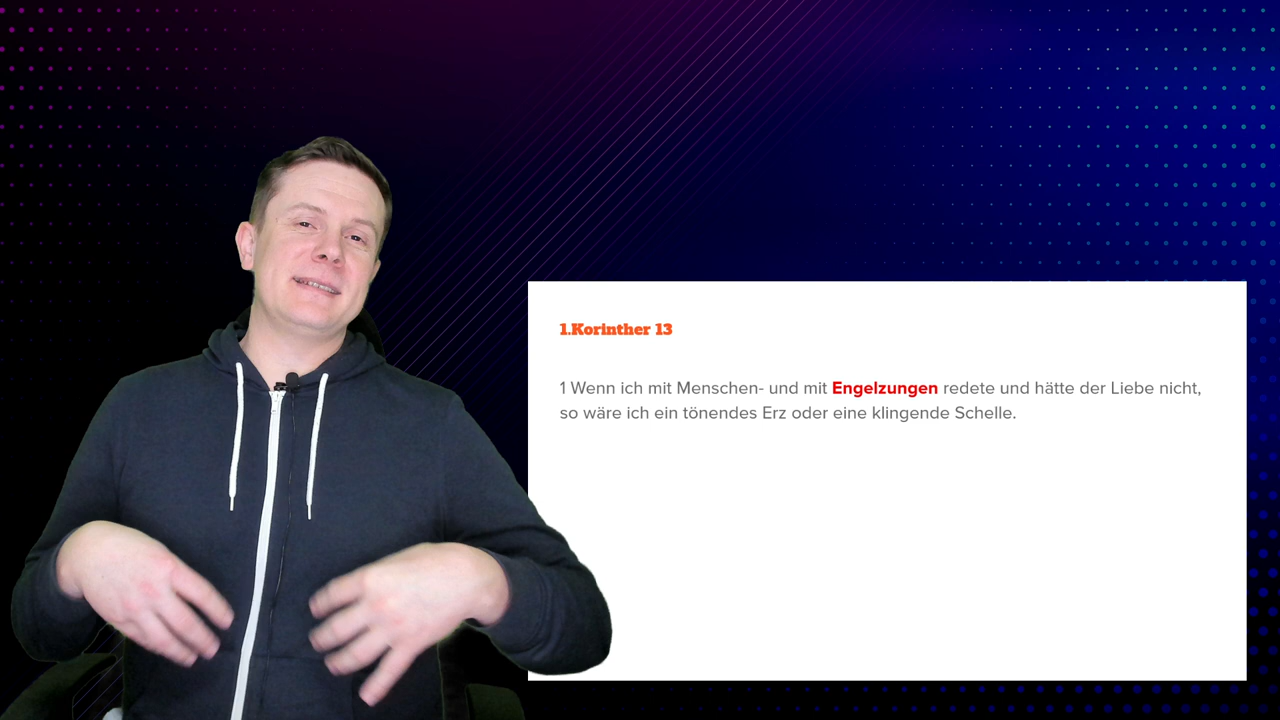 1.Korinther 13
1 Wenn ich mit Menschen- und mit Engelzungen redete und hätte der Liebe nicht,
so wäre ich ein tönendes Erz oder eine klingende Schelle.